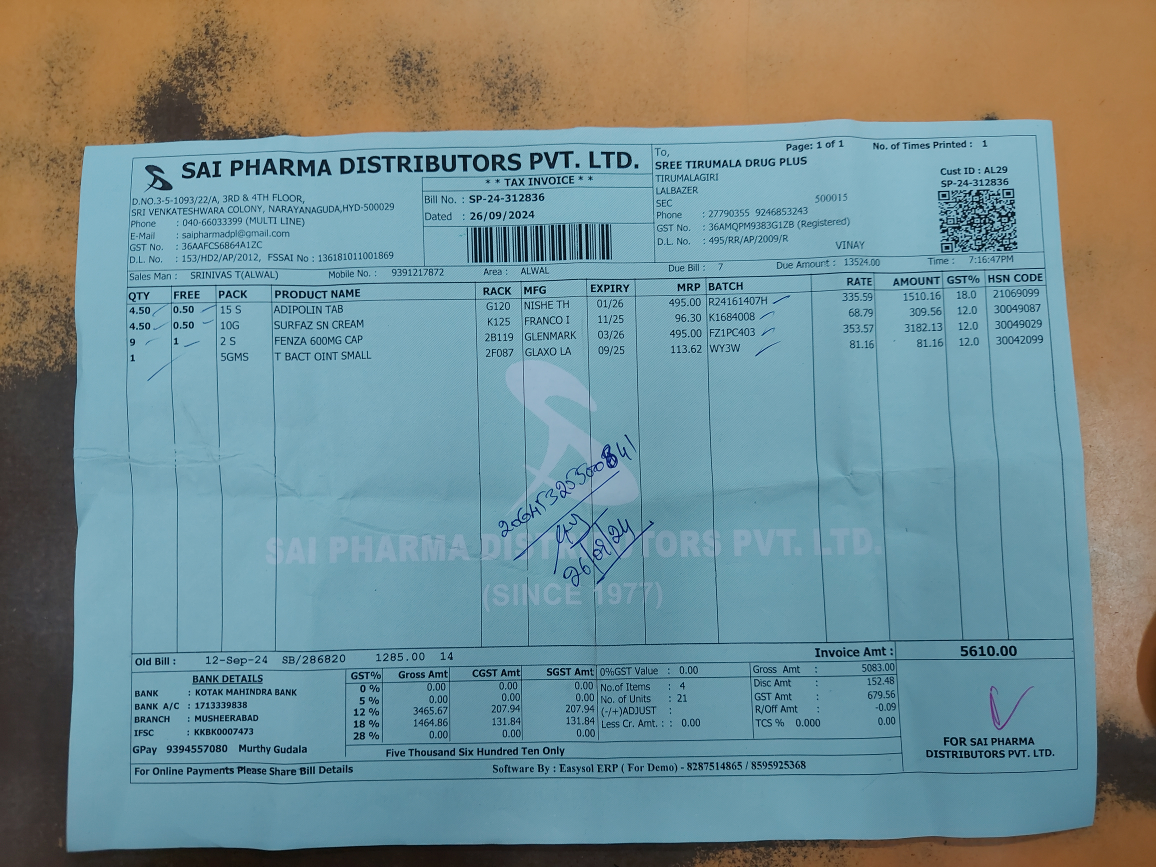 SAI PHARMA DISTRIBUTORS PVT. LTD.
D.NO.3-5-1093/22/A, 3RD & 4TH FLOOR,
SRI VENKATESHWARA COLONY, NARAYANAGUDA,HYD-500029
Phone : 040-66033399 (MULTI LINE)
E-Mail : saipharmadpl@gmail.com
GST No. : 36AAFCS6864A1ZC
D.L. No. : 153/HD2/AP/2012, FSSAI No : 136181011001869
* * TAX INVOICE * *
Bill No. : SP-24-312836
Dated : 26/09/2024
To, Page: 1 of 1 No. of Times Printed : 1
SREE TIRUMALA DRUG PLUS
TIRUMALAGIRI
LALBAZER
SEC 500015
Phone : 27790355 9246853243
GST No. : 36AMQPM9383G1ZB (Registered)
D.L. No. : 495/RR/AP/2009/R VINAY
Cust ID : AL29
SP-24-312836
Sales Man : SRINIVAS T(ALWAL) Mobile No. : 9391217872 Area : ALWAL Due Bill : 7 Due Amount : 13524.00 Time : 7:16:47PM
QTY FREE PACK PRODUCT NAME RACK MFG EXPIRY MRP BATCH RATE AMOUNT GST% HSN CODE
4.50 0.50 15 S ADIPOLIN TAB G120 NISHE TH 01/26 495.00 R24161407H 335.59 1510.16 18.0 21069099
4.50 0.50 10G SURFAZ SN CREAM K125 FRANCO I 11/25 96.30 K1684008 68.79 309.56 12.0 30049087
9 1 2 S FENZA 600MG CAP 2B119 GLENMARK 03/26 495.00 FZ1PC403 353.57 3182.13 12.0 30049029
1 5GMS T BACT OINT SMALL 2F087 GLAXO LA 09/25 113.62 WY3W 81.16 81.16 12.0 30042099
26/09/24
SAI PHARMA DISTRIBUTORS PVT. LTD.
(SINCE 1977)
Old Bill : 12-Sep-24 SB/286820 1285.00 14 Invoice Amt : 5610.00
BANK DETAILS
BANK : KOTAK MAHINDRA BANK
BANK A/C : 1713339838
BRANCH : MUSHEERABAD
IFSC : KKBK0007473
GPay 9394557080 Murthy Gudala
GST% Gross Amt CGST Amt SGST Amt
0 % 0.00 0.00 0.00
5 % 0.00 0.00 0.00
12 % 3465.67 207.94 207.94
18 % 1464.86 131.84 131.84
28 % 0.00 0.00 0.00
0%GST Value : 0.00
No.of Items : 4
No. of Units : 21
(-/+)ADJUST :
Less Cr. Amt. : : 0.00
Gross Amt : 5083.00
Disc Amt : 152.48
GST Amt : 679.56
R/Off Amt : -0.09
TCS % 0.000 0.00
FOR SAI PHARMA
DISTRIBUTORS PVT. LTD.
Five Thousand Six Hundred Ten Only
For Online Payments Please Share Bill Details Software By : Easysol ERP ( For Demo) - 8287514865 / 8595925368